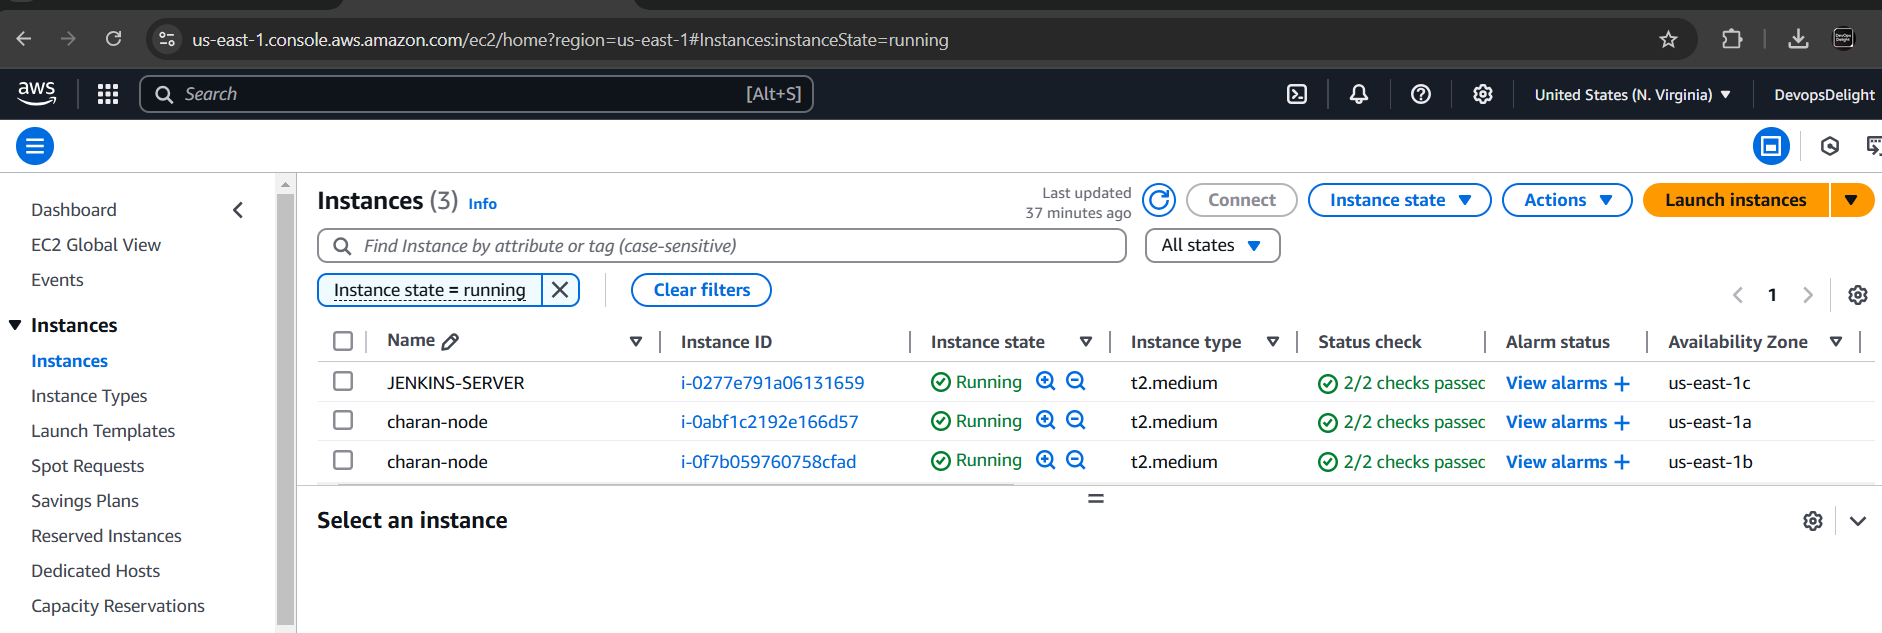 us-east-1.console.aws.amazon.com/ec2/home?region=us-east-1#Instances:instanceState=running
aws
Search
[Alt+S]
United States (N. Virginia)
DevopsDelight
Dashboard
EC2 Global View
Events
Instances
Instances
Instance Types
Launch Templates
Spot Requests
Savings Plans
Reserved Instances
Dedicated Hosts
Capacity Reservations
Instances (3) Info
Last updated
37 minutes ago
Connect
Instance state
Actions
Launch instances
Find Instance by attribute or tag (case-sensitive)
All states
Instance state = running
Clear filters
1
Name Instance ID Instance state Instance type Status check Alarm status Availability Zone
JENKINS-SERVER i-0277e791a06131659 Running t2.medium 2/2 checks passed View alarms + us-east-1c
charan-node i-0abf1c2192e166d57 Running t2.medium 2/2 checks passed View alarms + us-east-1a
charan-node i-0f7b059760758cfad Running t2.medium 2/2 checks passed View alarms + us-east-1b
Select an instance